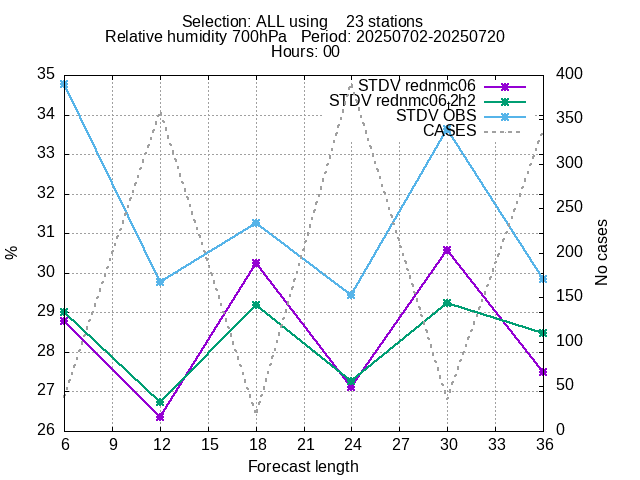 Selection: ALL using    23 stations
Relative humidity 700hPa   Period: 20250702-20250720
Hours: 00
STDV rednmc06
STDV rednmc06.2h2
STDV OBS
CASES
35
34
33
32
31
30
29
28
27
26
400
350
300
250
200
150
100
50
0
%
No cases
6 9 12 15 18 21 24 27 30 33 36
Forecast length